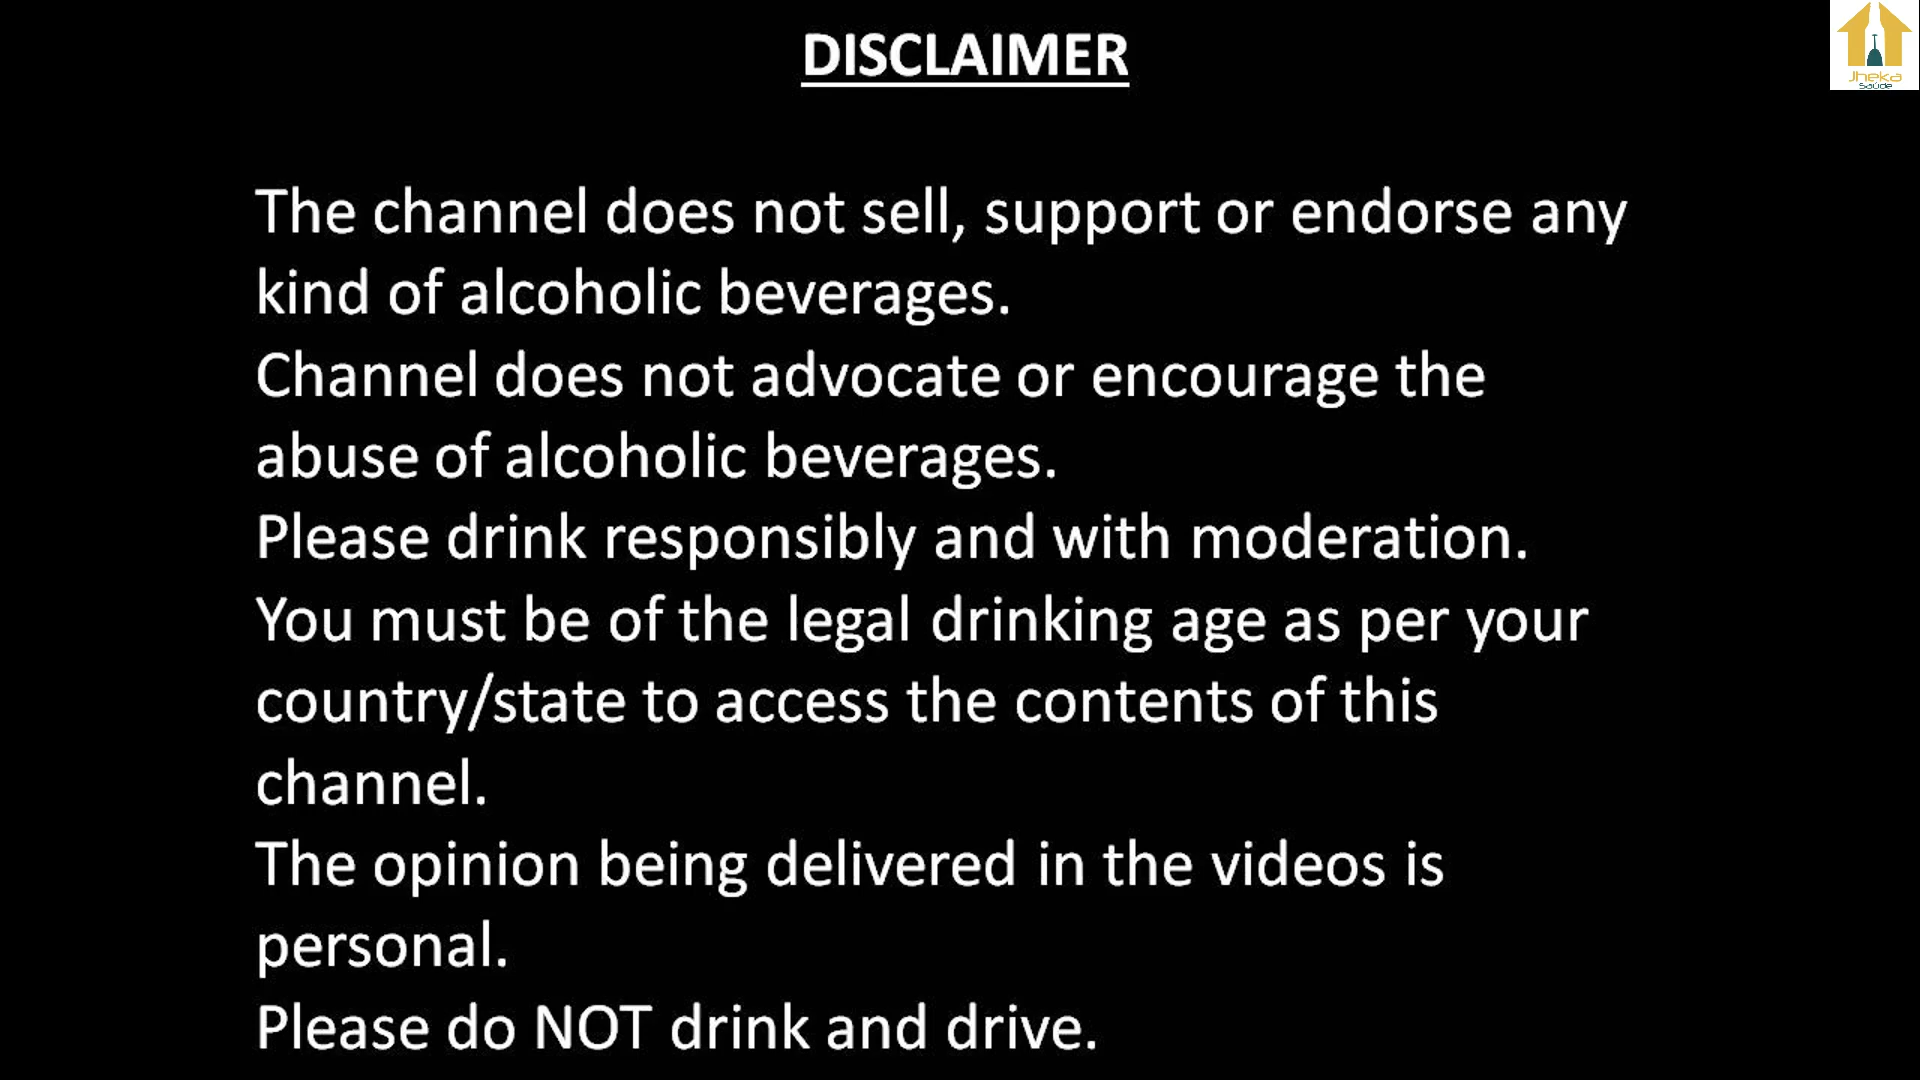 DISCLAIMER
Jheka
Saúde
The channel does not sell, support or endorse any
kind of alcoholic beverages.
Channel does not advocate or encourage the
abuse of alcoholic beverages.
Please drink responsibly and with moderation.
You must be of the legal drinking age as per your
country/state to access the contents of this
channel.
The opinion being delivered in the videos is
personal.
Please do NOT drink and drive.